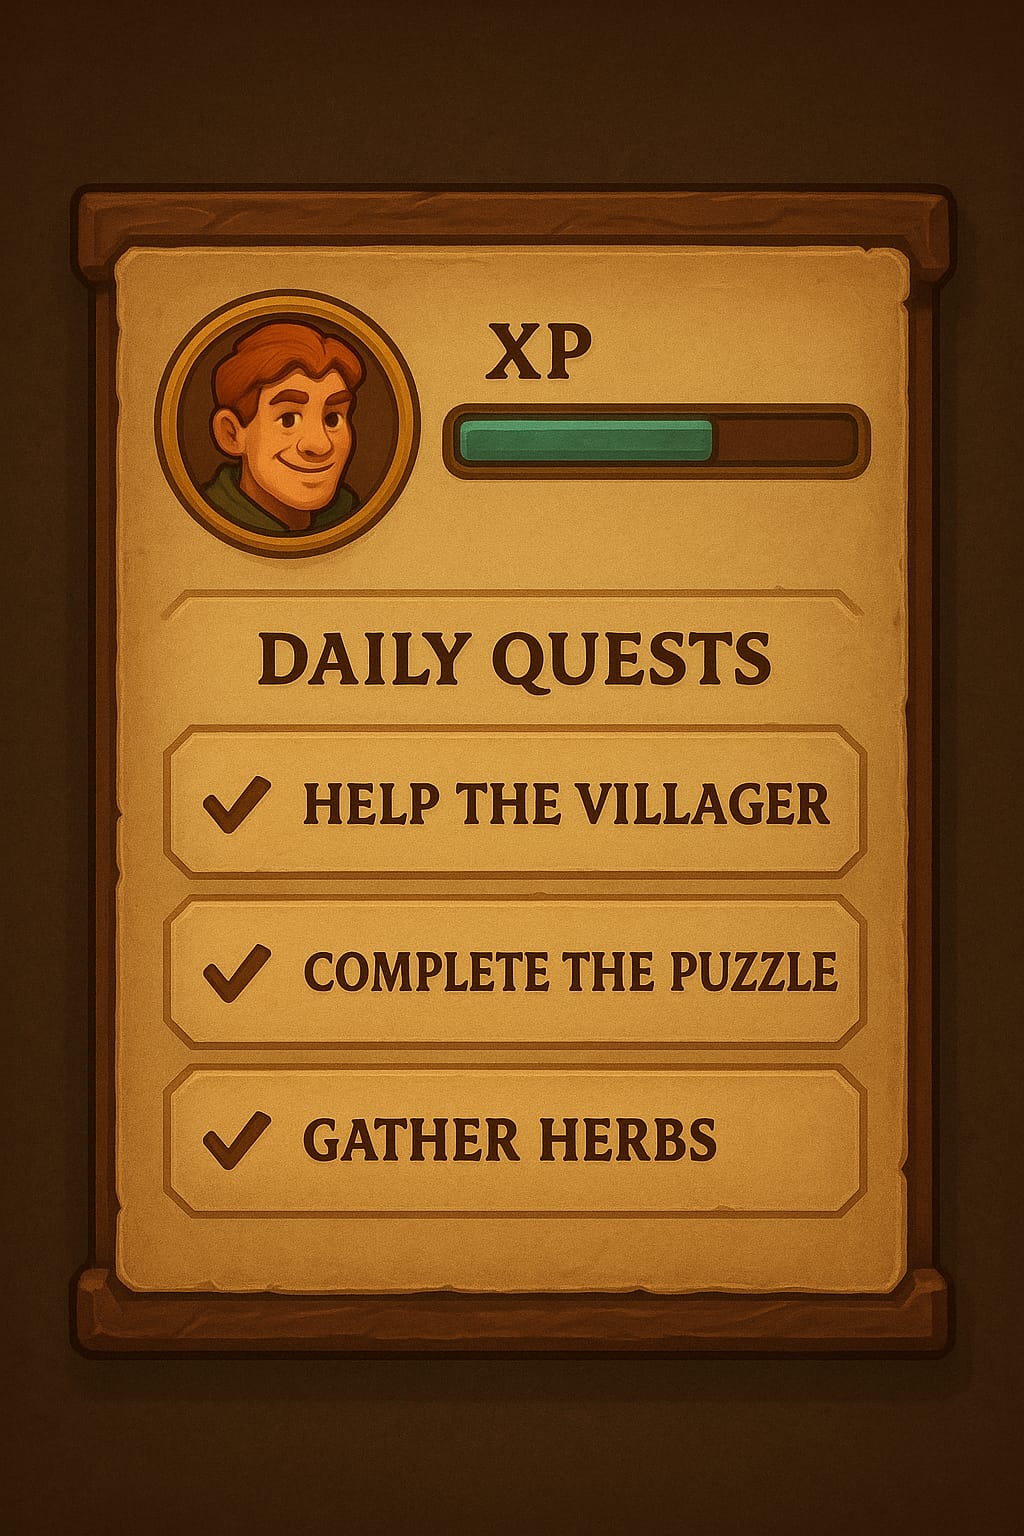 XP
DAILY QUESTS
HELP THE VILLAGER
COMPLETE THE PUZZLE
GATHER HERBS